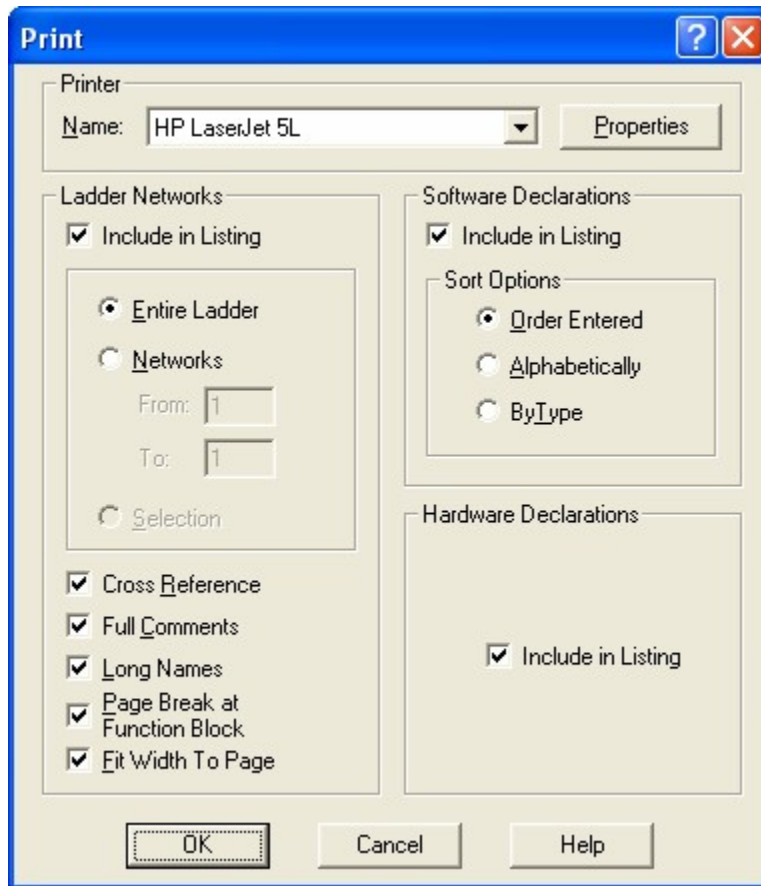 Print
Printer
Name: HP LaserJet 5L Properties
Ladder Networks
Include in Listing
Entire Ladder
Networks
From: 1
To: 1
Selection
Cross Reference
Full Comments
Long Names
Page Break at
Function Block
Fit Width To Page
Software Declarations
Include in Listing
Sort Options
Order Entered
Alphabetically
ByType
Hardware Declarations
Include in Listing
OK Cancel Help